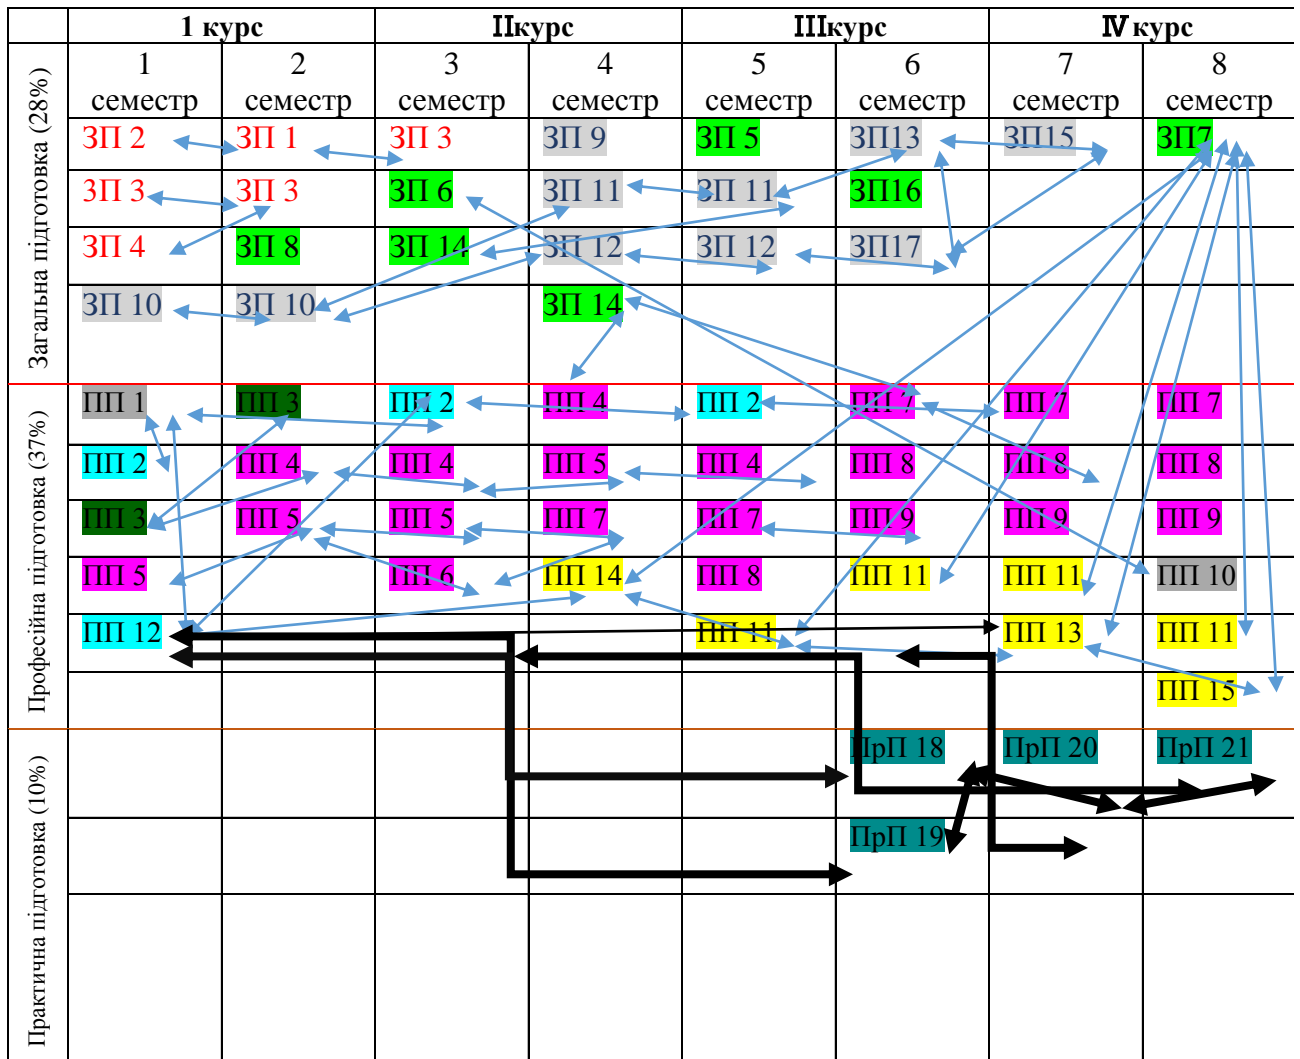 1 курс IIкурс IIIкурс IV курс
Загальна підготовка (28%)
1 2 3 4 5 6 7 8
семестр семестр семестр семестр семестр семестр семестр семестр
ЗП 2 ЗП 1 ЗП 3 ЗП 9 ЗП 5 ЗП13 ЗП15 ЗП7
ЗП 3 ЗП 3 ЗП 6 ЗП 11 ЗП 11 ЗП16
ЗП 4 ЗП 8 ЗП 14 ЗП 12 ЗП 12 ЗП17
ЗП 10 ЗП 10 ЗП 14
Професійна підготовка (37%)
ПП 1 ПП 3 ПП 2 ПП 4 ПП 2 ПП 7 ПП 7 ПП 7
ПП 2 ПП 4 ПП 4 ПП 5 ПП 4 ПП 8 ПП 8 ПП 8
ПП 3 ПП 5 ПП 5 ПП 7 ПП 7 ПП 9 ПП 9 ПП 9
ПП 5 ПП 6 ПП 14 ПП 8 ПП 11 ПП 11 ПП 10
ПП 12 ПП 11 ПП 13 ПП 11
ПП 15
Практична підготовка (10%)
ПрП 18 ПрП 20 ПрП 21
ПрП 19